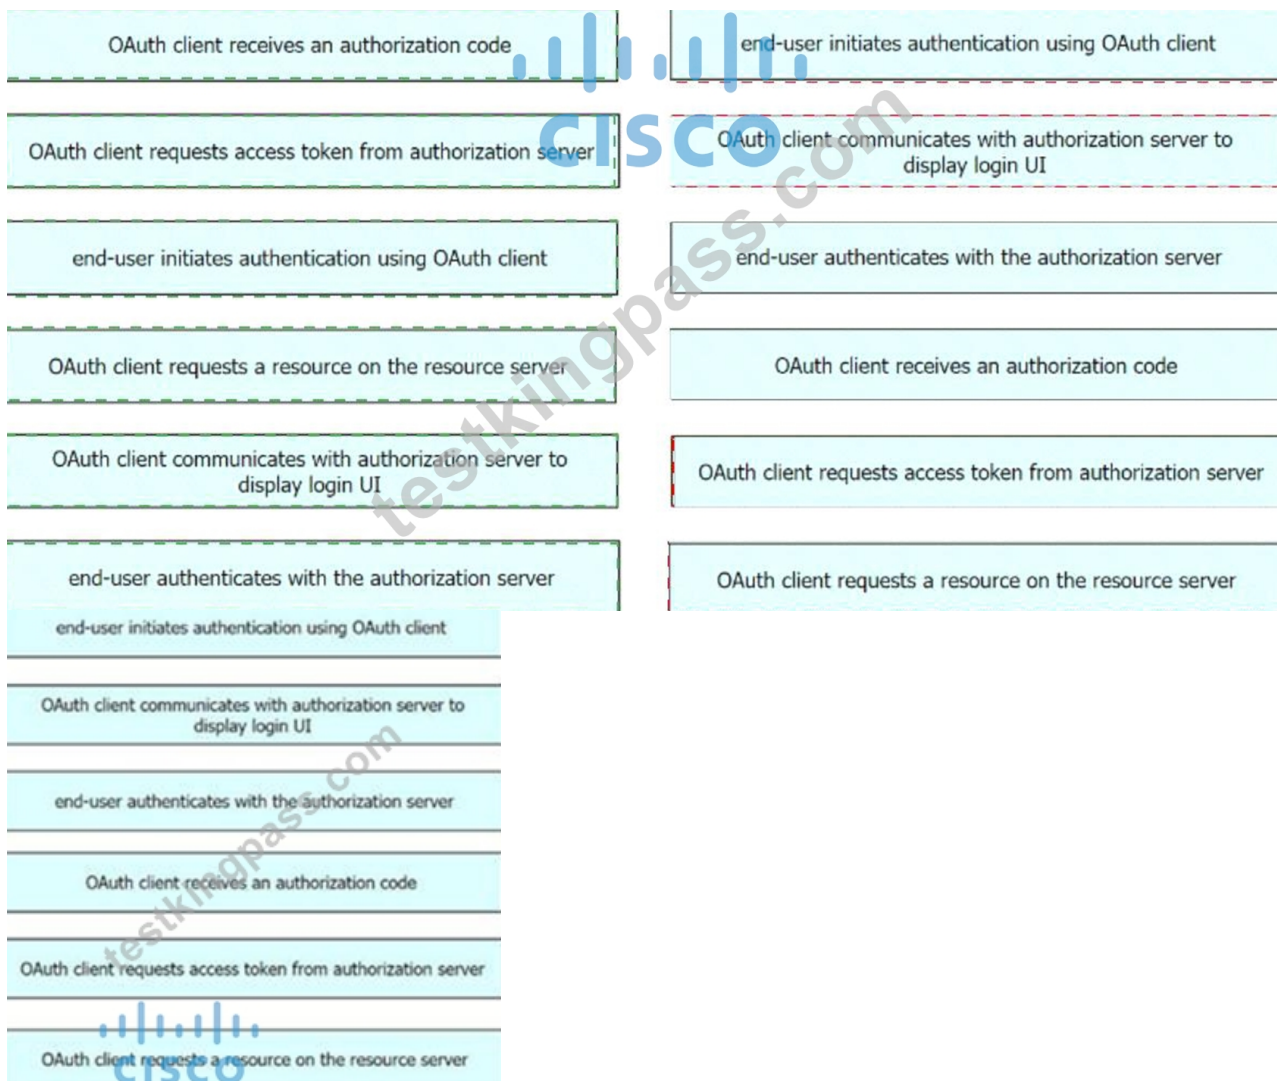 OAuth client receives an authorization code
OAuth client requests access token from authorization server
end-user initiates authentication using OAuth client
OAuth client requests a resource on the resource server
OAuth client communicates with authorization server to
display login UI
end-user authenticates with the authorization server
end-user initiates authentication using OAuth client
OAuth client communicates with authorization server to
display login UI
end-user authenticates with the authorization server
OAuth client receives an authorization code
OAuth client requests access token from authorization server
OAuth client requests a resource on the resource server
CISCO
testkingpass.com
end-user initiates authentication using OAuth client
OAuth client communicates with authorization server to
display login UI
end-user authenticates with the authorization server
OAuth client receives an authorization code
OAuth client requests access token from authorization server
OAuth client requests a resource on the resource server
testkingpass.com
CISCO